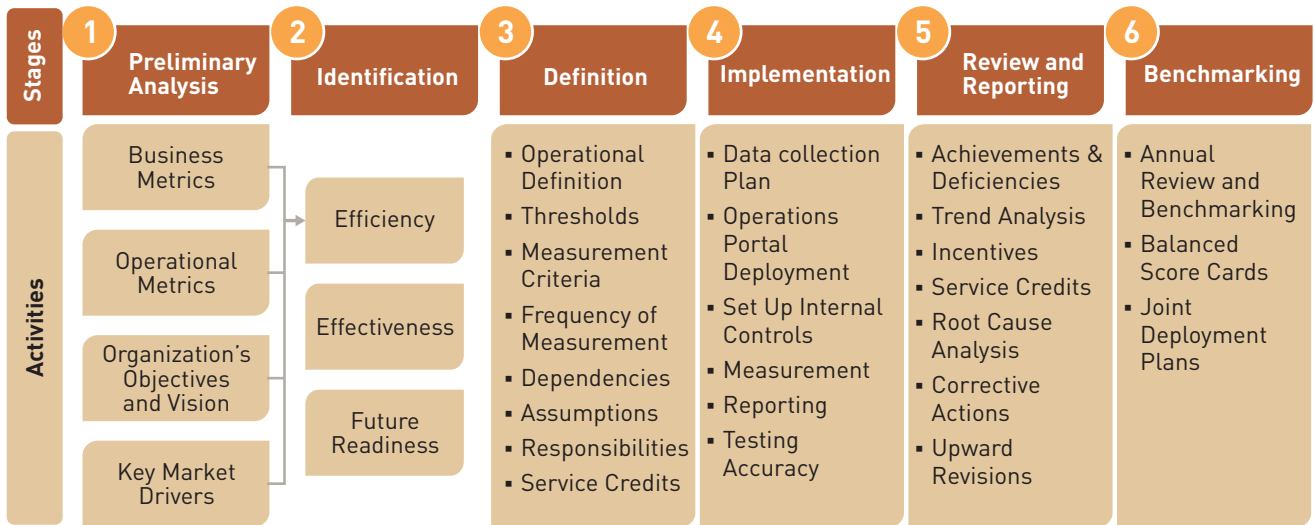 Stages
1
Preliminary
Analysis
2
Identification
3
Definition
4
Implementation
5
Review and
Reporting
6
Benchmarking
Activities
Business
Metrics
Operational
Metrics
Organization's
Objectives
and Vision
Key Market
Drivers
Efficiency
Effectiveness
Future
Readiness
▪ Operational
Definition
▪ Thresholds
▪ Measurement
Criteria
▪ Frequency of
Measurement
▪ Dependencies
▪ Assumptions
▪ Responsibilities
▪ Service Credits
▪ Data collection
Plan
▪ Operations
Portal
Deployment
▪ Set Up Internal
Controls
▪ Measurement
▪ Reporting
▪ Testing
Accuracy
▪ Achievements &
Deficiencies
▪ Trend Analysis
▪ Incentives
▪ Service Credits
▪ Root Cause
Analysis
▪ Corrective
Actions
▪ Upward
Revisions
▪ Annual
Review and
Benchmarking
▪ Balanced
Score Cards
▪ Joint
Deployment
Plans